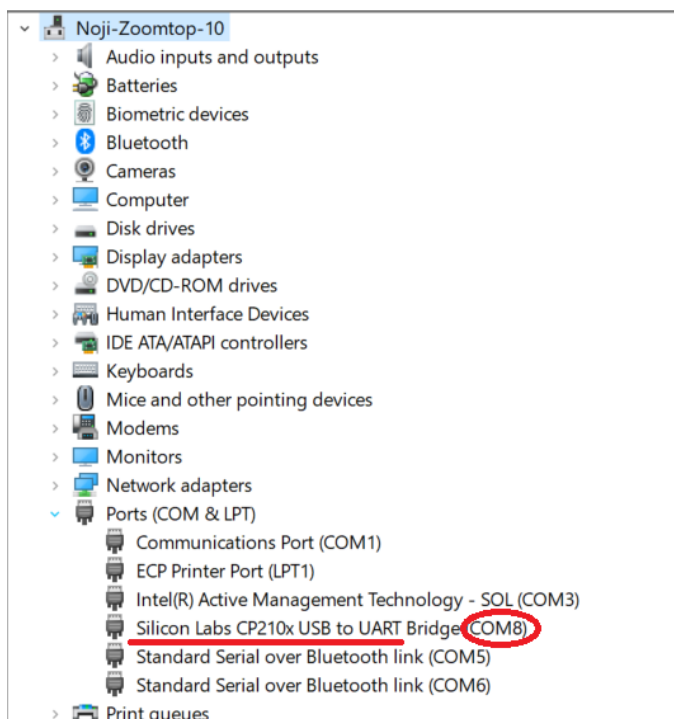 Noji-Zoomtop-10
Audio inputs and outputs
Batteries
Biometric devices
Bluetooth
Cameras
Computer
Disk drives
Display adapters
DVD/CD-ROM drives
Human Interface Devices
IDE ATA/ATAPI controllers
Keyboards
Mice and other pointing devices
Modems
Monitors
Network adapters
Ports (COM & LPT)
Communications Port (COM1)
ECP Printer Port (LPT1)
Intel(R) Active Management Technology - SOL (COM3)
Silicon Labs CP210x USB to UART Bridge (COM8)
Standard Serial over Bluetooth link (COM5)
Standard Serial over Bluetooth link (COM6)
Print queues